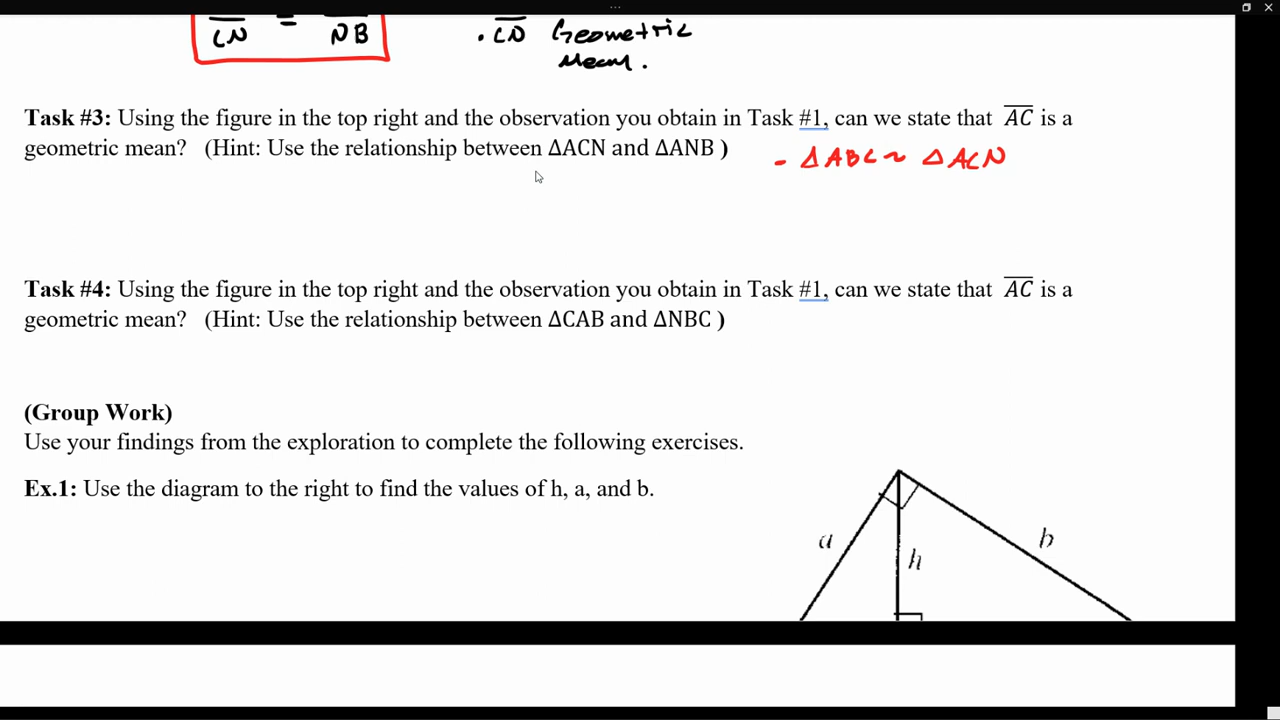 CN = NB
. CN Geometric
Mean.
Task #3: Using the figure in the top right and the observation you obtain in Task #1, can we state that AC is a
geometric mean? (Hint: Use the relationship between ΔACN and ΔANB )
- ΔABC ~ ΔACN
Task #4: Using the figure in the top right and the observation you obtain in Task #1, can we state that AC is a
geometric mean? (Hint: Use the relationship between ΔCAB and ΔNBC )
(Group Work)
Use your findings from the exploration to complete the following exercises.
Ex.1: Use the diagram to the right to find the values of h, a, and b.
a
b
h